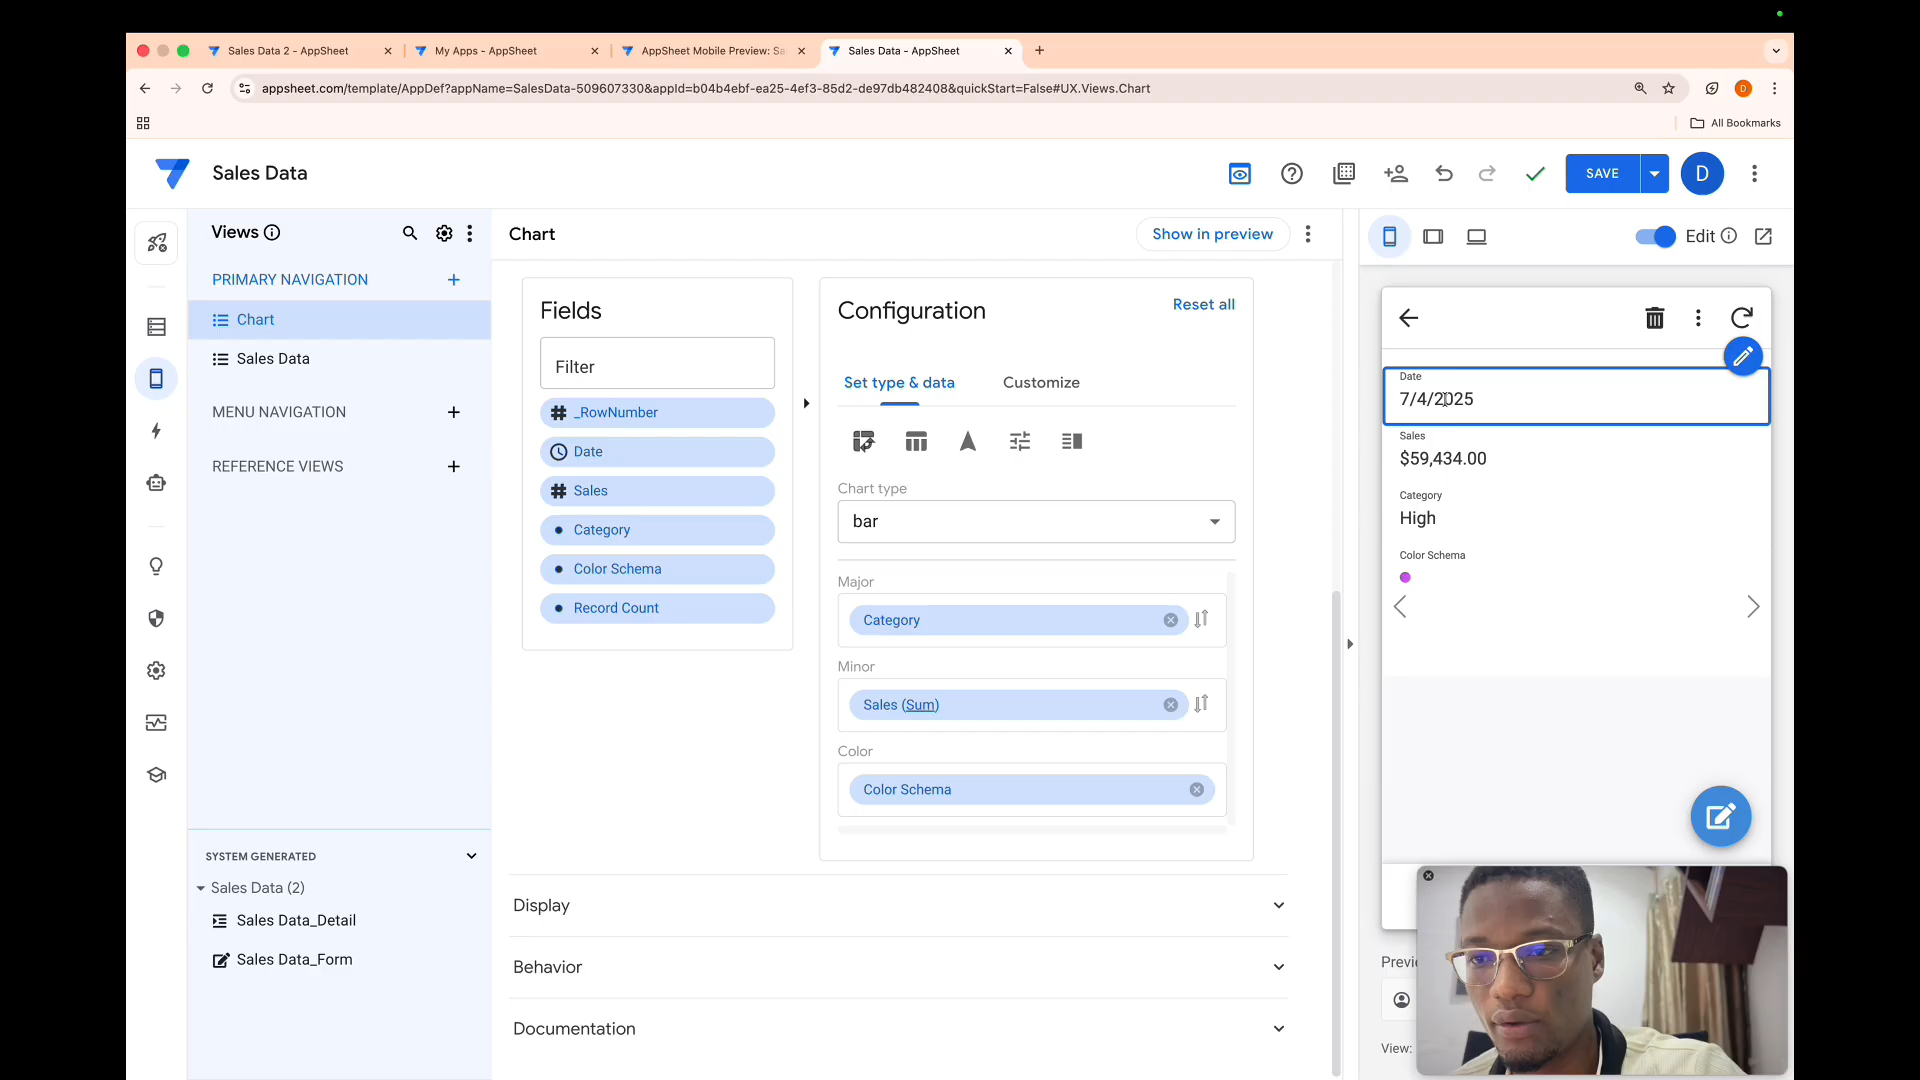 Sales Data 2 - AppSheet
My Apps - AppSheet
AppSheet Mobile Preview: Sa
Sales Data - AppSheet
appsheet.com/template/AppDef?appName=SalesData-509607330&appId=b04b4ebf-ea25-4ef3-85d2-de97db482408&quickStart=False#UX.Views.Chart
D
All Bookmarks
Sales Data
SAVE
D
Views
Chart
Show in preview
Edit
PRIMARY NAVIGATION
Chart
Sales Data
MENU NAVIGATION
REFERENCE VIEWS
SYSTEM GENERATED
Sales Data (2)
Sales Data_Detail
Sales Data_Form
Fields
Filter
_RowNumber
Date
Sales
Category
Color Schema
Record Count
Configuration
Reset all
Set type & data
Customize
Chart type
bar
Major
Category
Minor
Sales (Sum)
Color
Color Schema
Display
Behavior
Documentation
Date
7/4/2025
Sales
$59,434.00
Category
High
Color Schema
Previe
View: